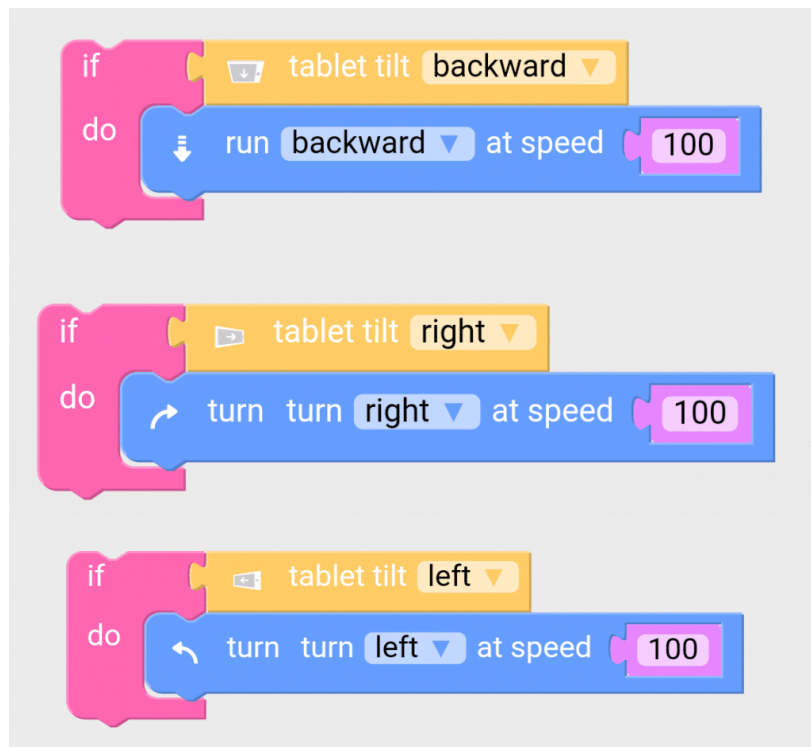 if tablet tilt backward ▼
do run backward ▼ at speed 100
if tablet tilt right ▼
do turn turn right ▼ at speed 100
if tablet tilt left ▼
do turn turn left ▼ at speed 100